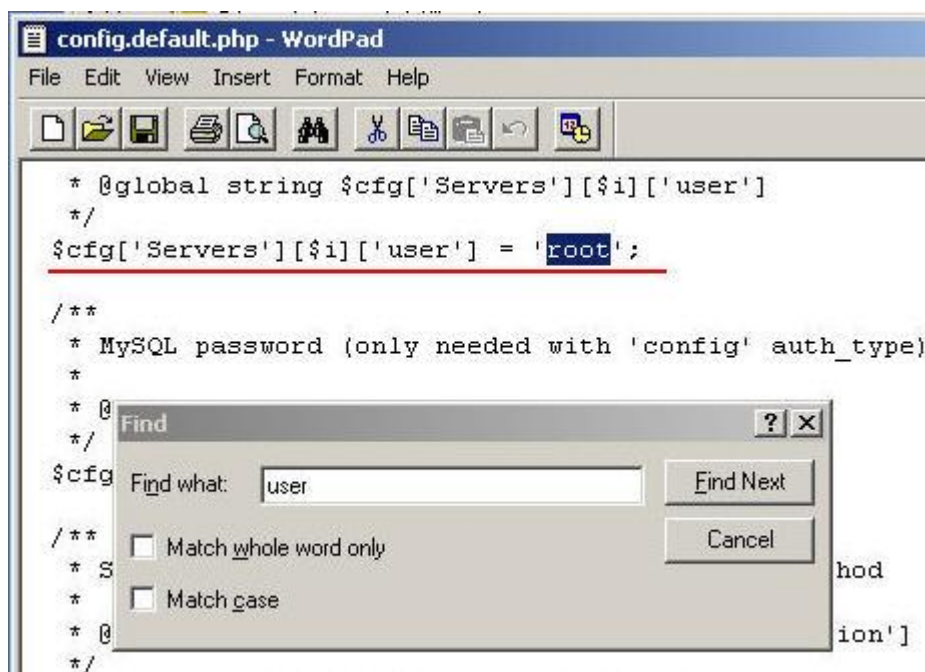 config.default.php - WordPad
File Edit View Insert Format Help
* @global string $cfg['Servers'][$i]['user']
*/
$cfg['Servers'][$i]['user'] = 'root';
/**
* MySQL password (only needed with 'config' auth_type)
*
* @
*/
$cfg
/**
* S hod
*
* @ ion']
*/
Find
Find what: user
Find Next
Match whole word only
Cancel
Match case